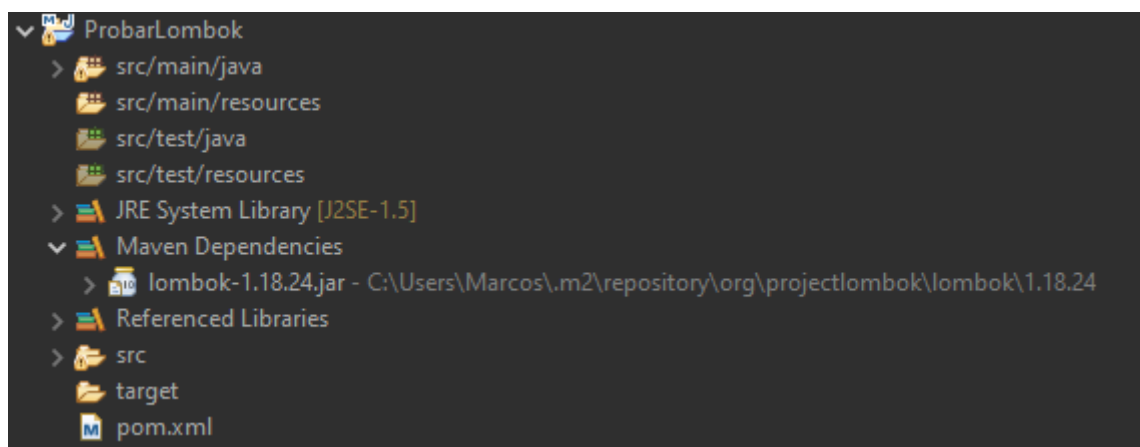 ProbarLombok
src/main/java
src/main/resources
src/test/java
src/test/resources
JRE System Library [J2SE-1.5]
Maven Dependencies
lombok-1.18.24.jar - C:\Users\Marcos\.m2\repository\org\projectlombok\lombok\1.18.24
Referenced Libraries
src
target
pom.xml